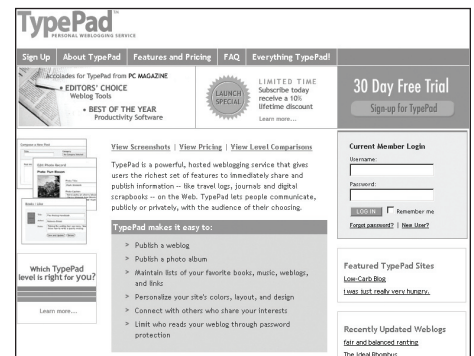 TypePad™
PERSONAL WEBLOGGING SERVICE
Sign Up | About TypePad | Features and Pricing | FAQ | Everything TypePad!
Accolades for TypePad from PC MAGAZINE
• EDITORS' CHOICE
Weblog Tools
• BEST OF THE YEAR
Productivity Software
LAUNCH
SPECIAL
LIMITED TIME
Subscribe today
receive a 10%
lifetime discount
Learn more...
30 Day Free Trial
Sign-up for TypePad
View Screenshots | View Pricing | View Level Comparisons
TypePad is a powerful, hosted weblogging service that gives
users the richest set of features to immediately share and
publish information -- like travel logs, journals and digital
scrapbooks -- on the Web. TypePad lets people communicate,
publicly or privately, with the audience of their choosing.
TypePad makes it easy to:
> Publish a weblog
> Publish a photo album
> Maintain lists of your favorite books, music, weblogs,
and links
> Personalize your site's colors, layout, and design
> Connect with others who share your interests
> Limit who reads your weblog through password
protection
Which TypePad
level is right for you?
Learn more...
Current Member Login
Username:
Password:
LOG IN Remember me
Forgot password? | New User?
Featured TypePad Sites
Low-Carb Blog
I was just really very hungry.
Recently Updated Weblogs
fair and balanced ranting
The Ideal Rhombus